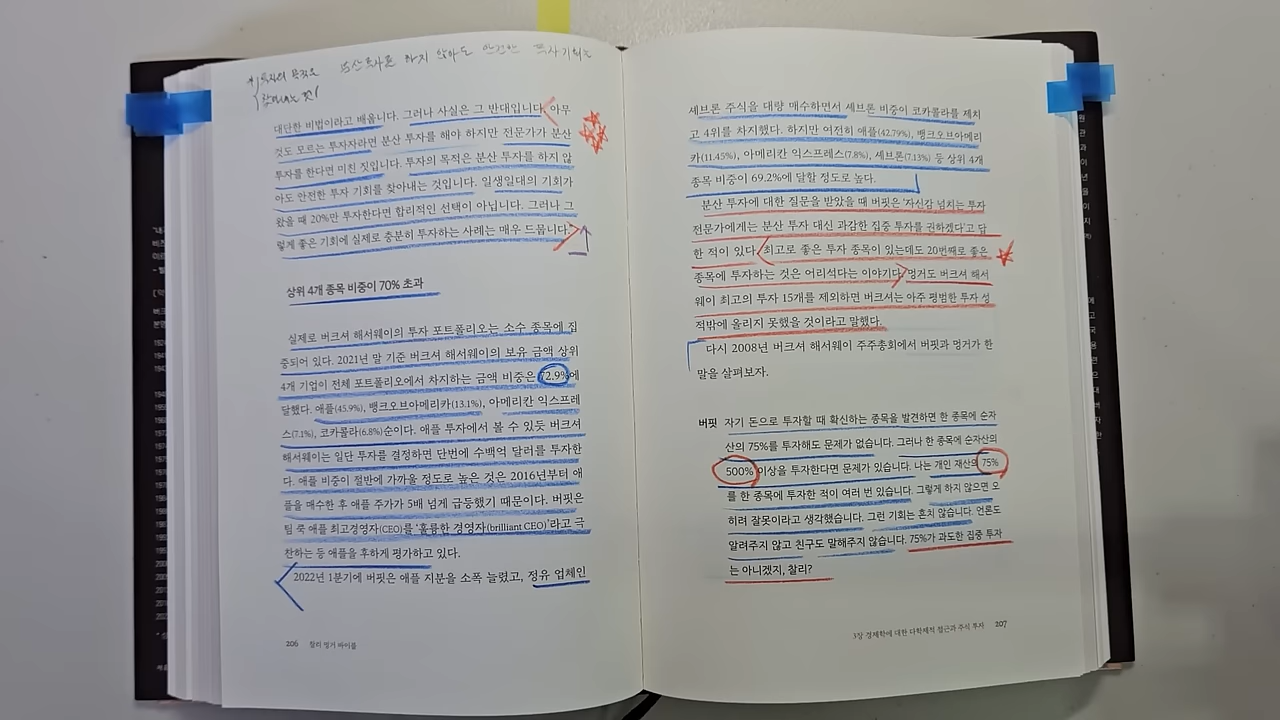 분산투자를 하지 않아도 안전한 투자기회를
대단한 비법이라고 배웁니다. 그러나 사실은 그 반대입니다. 아무
것도 모르는 투자자라면 분산 투자를 해야 하지만 전문가가 분산
투자를 한다면 미친 짓입니다. 투자의 목적은 분산 투자를 하지 않
아도 안전한 투자 기회를 찾아내는 것입니다. 일생일대의 기회가
왔을 때 20%만 투자한다면 합리적인 선택이 아닙니다. 그러나 그
렇게 좋은 기회에 실제로 충분히 투자하는 사례는 매우 드뭅니다.
상위 4개 종목 비중이 70% 초과
실제로 버크셔 해서웨이의 투자 포트폴리오는 소수 종목에 집
중되어 있다. 2021년 말 기준 버크셔 해서웨이의 보유 금액 상위
4개 기업이 전체 포트폴리오에서 차지하는 금액 비중은 72.9%에
달했다. 애플(45.9%), 뱅크오브아메리카(13.1%), 아메리칸 익스프레
스(7.1%), 코카콜라(6.8%)순이다. 애플 투자에서 볼 수 있듯 버크셔
해서웨이는 일단 투자를 결정하면 단번에 수백억 달러를 투자한
다. 애플 비중이 절반에 가까울 정도로 높은 것은 2016년부터 애
플을 매수한 후 애플 주가가 네 배 넘게 급등했기 때문이다. 버핏은
팀 쿡 애플 최고경영자(CEO)를 '훌륭한 경영자(brilliant CEO)'라고 극
찬하는 등 애플을 후하게 평가하고 있다.
2022년 1분기에 버핏은 애플 지분을 소폭 늘렸고, 정유 업체인
206 찰리 멍거 바이블
셰브론 주식을 대량 매수하면서 셰브론 비중이 코카콜라를 제치
고 4위를 차지했다. 하지만 여전히 애플(42.79%), 뱅크오브아메리
카(11.45%), 아메리칸 익스프레스(7.8%), 셰브론(7.13%) 등 상위 4개
종목 비중이 69.2%에 달할 정도로 높다.
분산 투자에 대한 질문을 받았을 때 버핏은 '자신감 넘치는 투자
전문가에게는 분산 투자 대신 과감한 집중 투자를 권하겠다'고 답
한 적이 있다. 최고로 좋은 투자 종목이 있는데도 20번째로 좋은
종목에 투자하는 것은 어리석다는 이야기다. 멍거도 버크셔 해서
웨이 최고의 투자 15개를 제외하면 버크셔는 아주 평범한 투자 성
적밖에 올리지 못했을 것이라고 말했다.
다시 2008년 버크셔 해서웨이 주주총회에서 버핏과 멍거가 한
말을 살펴보자.
버핏 자기 돈으로 투자할 때 확신하는 종목을 발견하면 한 종목에 순자
산의 75%를 투자해도 문제가 없습니다. 그러나 한 종목에 순자산의
500% 이상을 투자한다면 문제가 있습니다. 나는 개인 재산의 75%
를 한 종목에 투자한 적이 여러 번 있습니다. 그렇게 하지 않으면 오
히려 잘못이라고 생각했습니다. 그런 기회는 흔치 않습니다. 언론도
알려주지 않고 친구도 말해주지 않습니다. 75%가 과도한 집중 투자
는 아니겠지, 찰리?
3장 경제학에 대한 다학제적 접근과 주식 투자 207